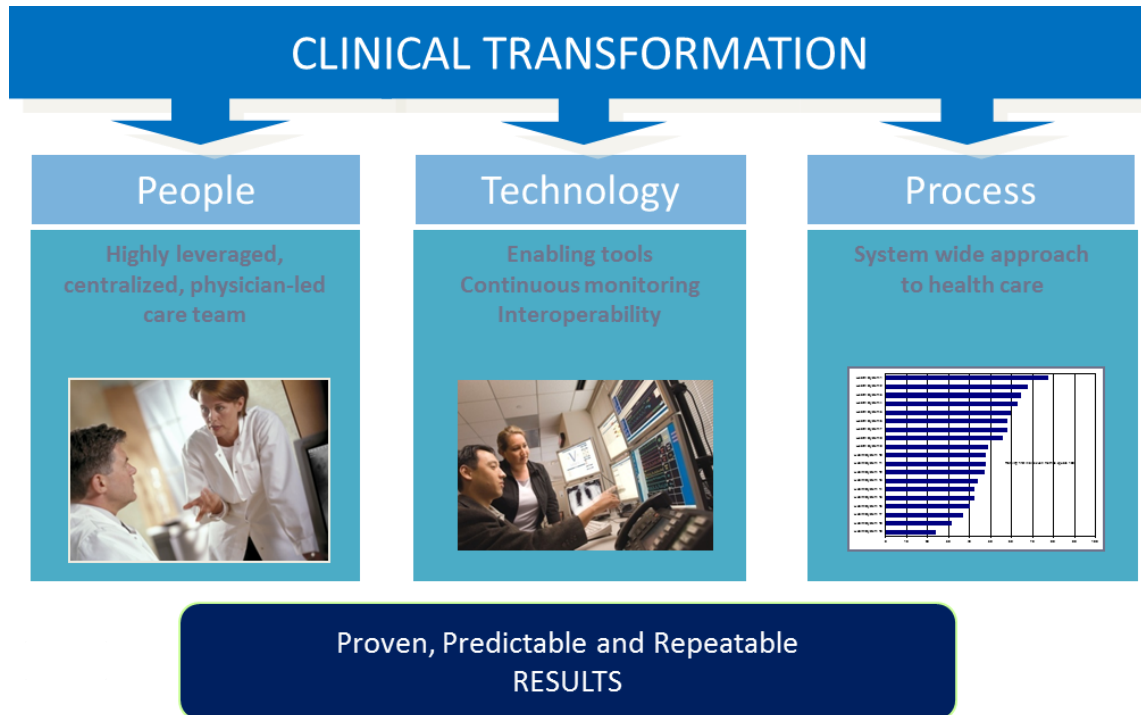 CLINICAL TRANSFORMATION
People
Highly leveraged,
centralized, physician-led
care team
Technology
Enabling tools
Continuous monitoring
Interoperability
Process
System wide approach
to health care
Proven, Predictable and Repeatable
RESULTS